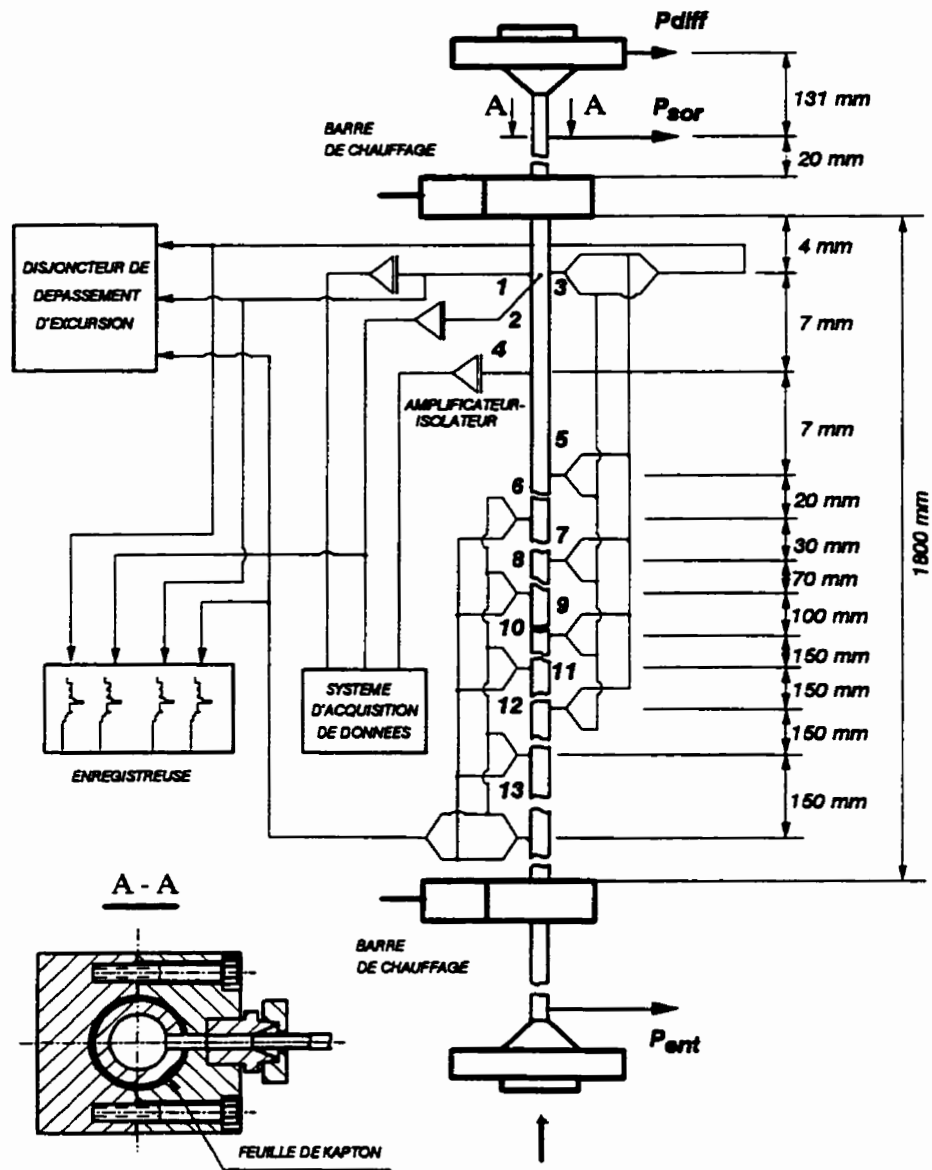 Pdiff
A A
Psor
131 mm
BARRE
DE CHAUFFAGE
20 mm
4 mm
DISJONCTEUR DE
DEPASSEMENT
D'EXCURSION
1
3
2
7 mm
4
AMPLIFICATEUR-
ISOLATEUR
7 mm
5
6
20 mm
7
30 mm
8
70 mm
9
100 mm
10
150 mm
11
150 mm
12
150 mm
13
150 mm
1800 mm
SYSTEME
D'ACQUISITION
DE DONNEES
ENREGISTREUSE
A - A
BARRE
DE CHAUFFAGE
Pent
FEUILLE DE KAPTON